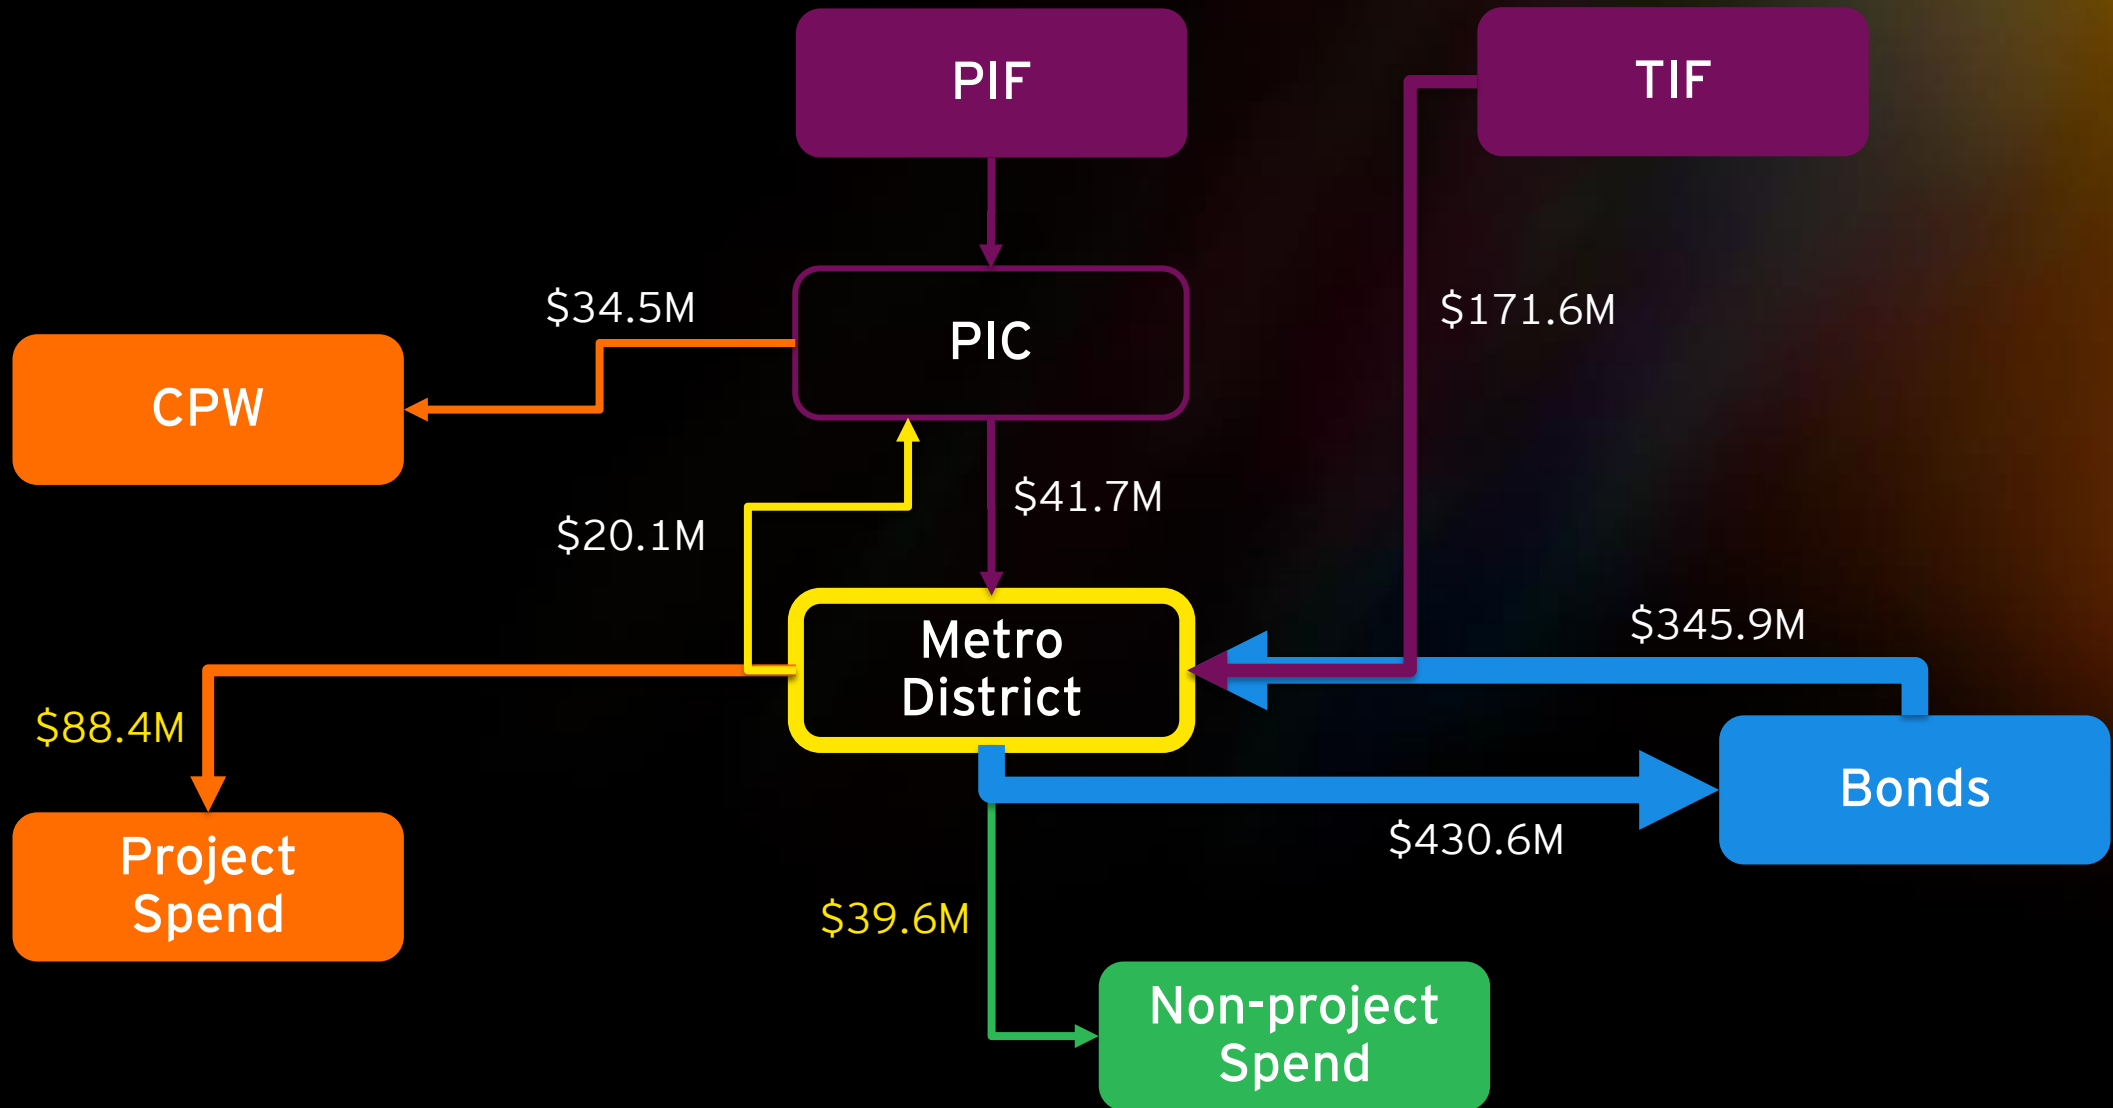 PIF
TIF
$34.5M
PIC
$171.6M
CPW
$41.7M
$20.1M
Metro
District
$345.9M
$88.4M
Bonds
$430.6M
Project
Spend
$39.6M
Non-project
Spend